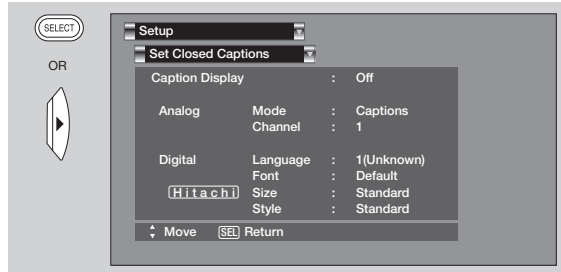 SELECT
OR
Setup
Set Closed Captions
Caption Display : Off
Analog Mode : Captions
Channel : 1
Digital Language : 1(Unknown)
Font : Default
Hitachi Size : Standard
Style : Standard
Move SEL Return